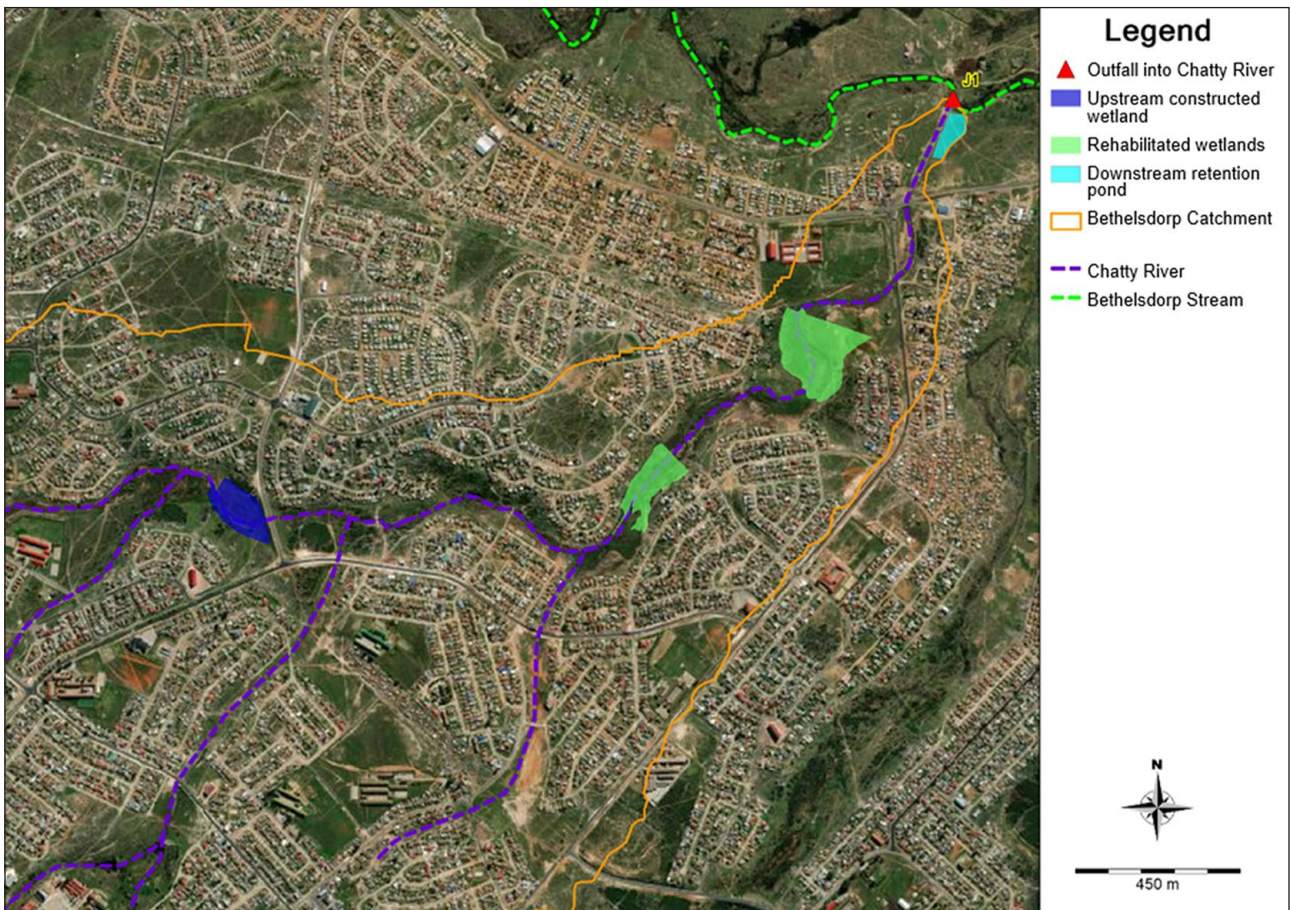 J1
Legend
Outfall into Chatty River
Upstream constructed
wetland
Rehabilitated wetlands
Downstream retention
pond
Bethelsdorp Catchment
Chatty River
Bethelsdorp Stream
N
450 m